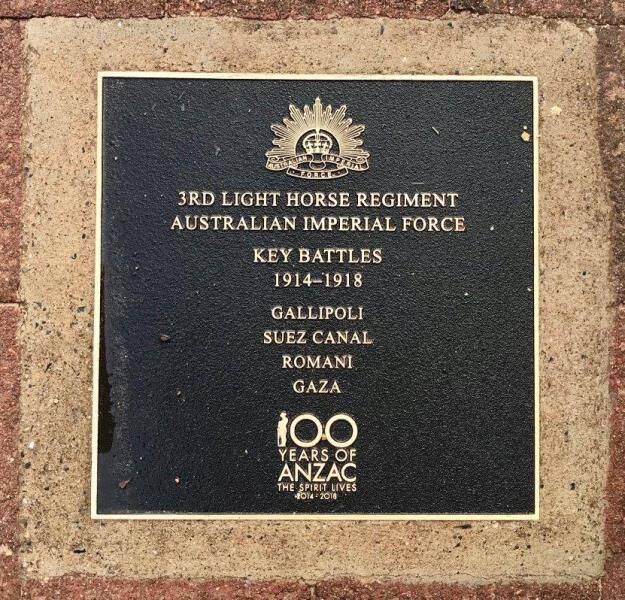 AUSTRALIAN IMPERIAL
FORCE
3RD LIGHT HORSE REGIMENT
AUSTRALIAN IMPERIAL FORCE
KEY BATTLES
1914–1918
GALLIPOLI
SUEZ CANAL
ROMANI
GAZA
100
YEARS OF
ANZAC
THE SPIRIT LIVES
2014 - 2018